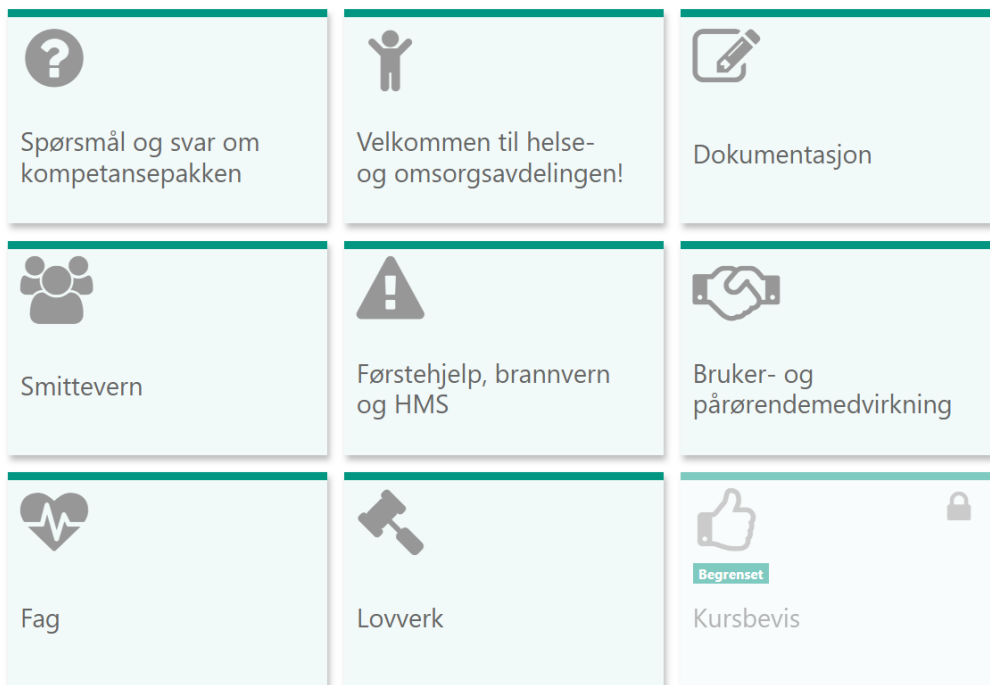 Spørsmål og svar om
kompetansepakken
Velkommen til helse-
og omsorgsavdelingen!
Dokumentasjon
Smittevern
Førstehjelp, brannvern
og HMS
Bruker- og
pårørendemedvirkning
Fag
Lovverk
Begrenset
Kursbevis